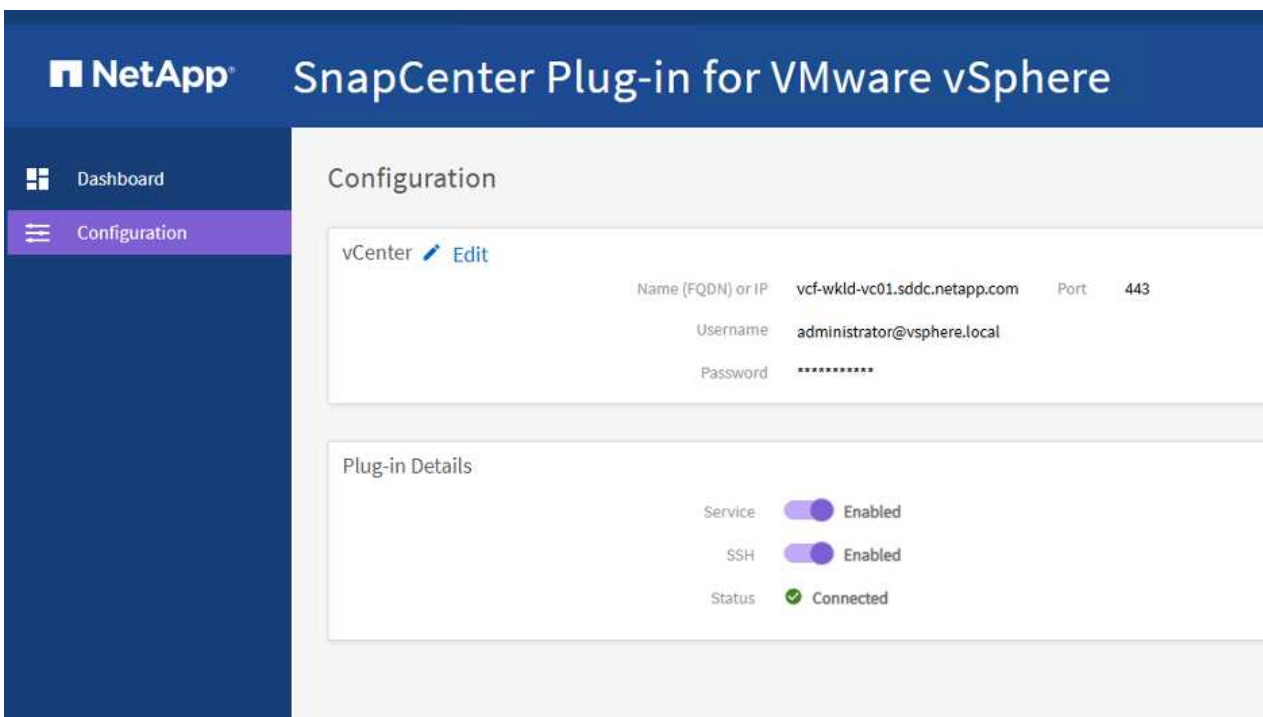 NetApp® SnapCenter Plug-in for VMware vSphere
Dashboard
Configuration
Configuration
vCenter Edit
Name (FQDN) or IP vcf-wkld-vc01.sddc.netapp.com Port 443
Username administrator@vsphere.local
Password ***********
Plug-in Details
Service Enabled
SSH Enabled
Status Connected